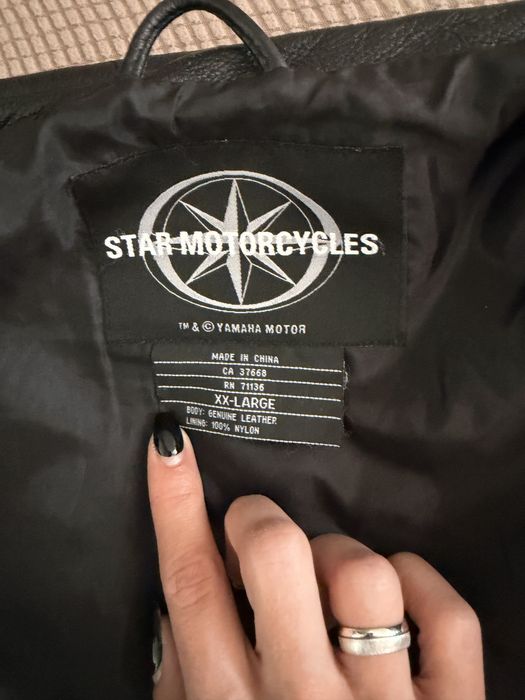 STAR MOTORCYCLES
TM & © YAMAHA MOTOR
MADE IN CHINA
CA 37668
RN 71136
XX-LARGE
BODY: GENUINE LEATHER
LINING: 100% NYLON